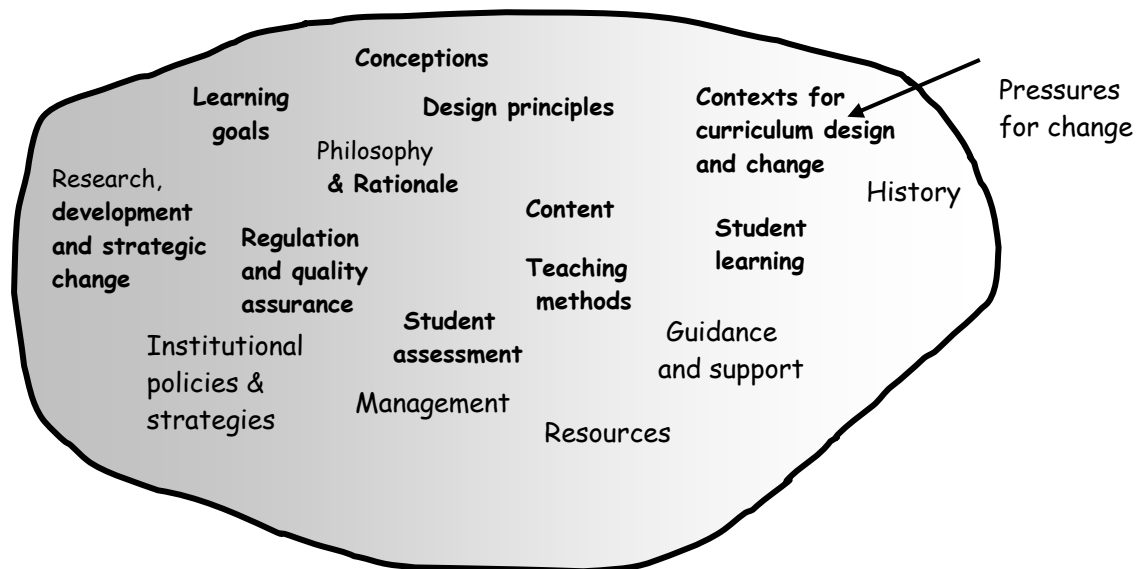 Conceptions
Learning
goals
Design principles
Contexts for
curriculum design
and change
Pressures
for change
Philosophy
& Rationale
Research,
development
and strategic
change
History
Content
Student
learning
Regulation
and quality
assurance
Teaching
methods
Student
assessment
Guidance
and support
Institutional
policies &
strategies
Management
Resources